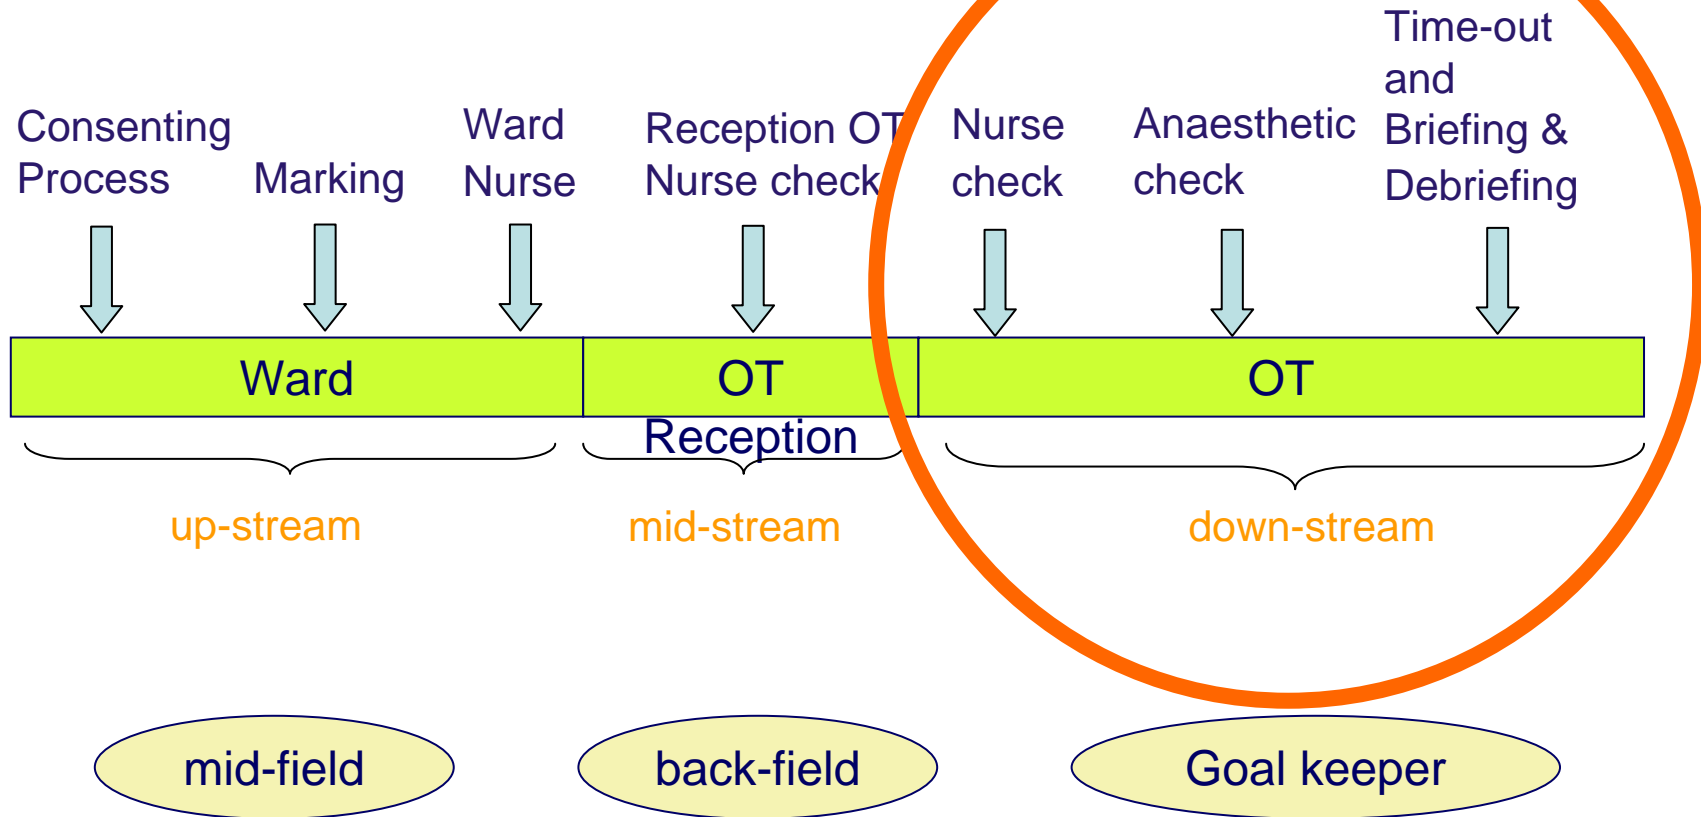 Consenting
Process
Marking
Ward
Nurse
Reception OT
Nurse check
Nurse
check
Anaesthetic
check
Time-out
and
Briefing &
Debriefing
Ward
OT
Reception
OT
up-stream
mid-stream
down-stream
mid-field
back-field
Goal keeper